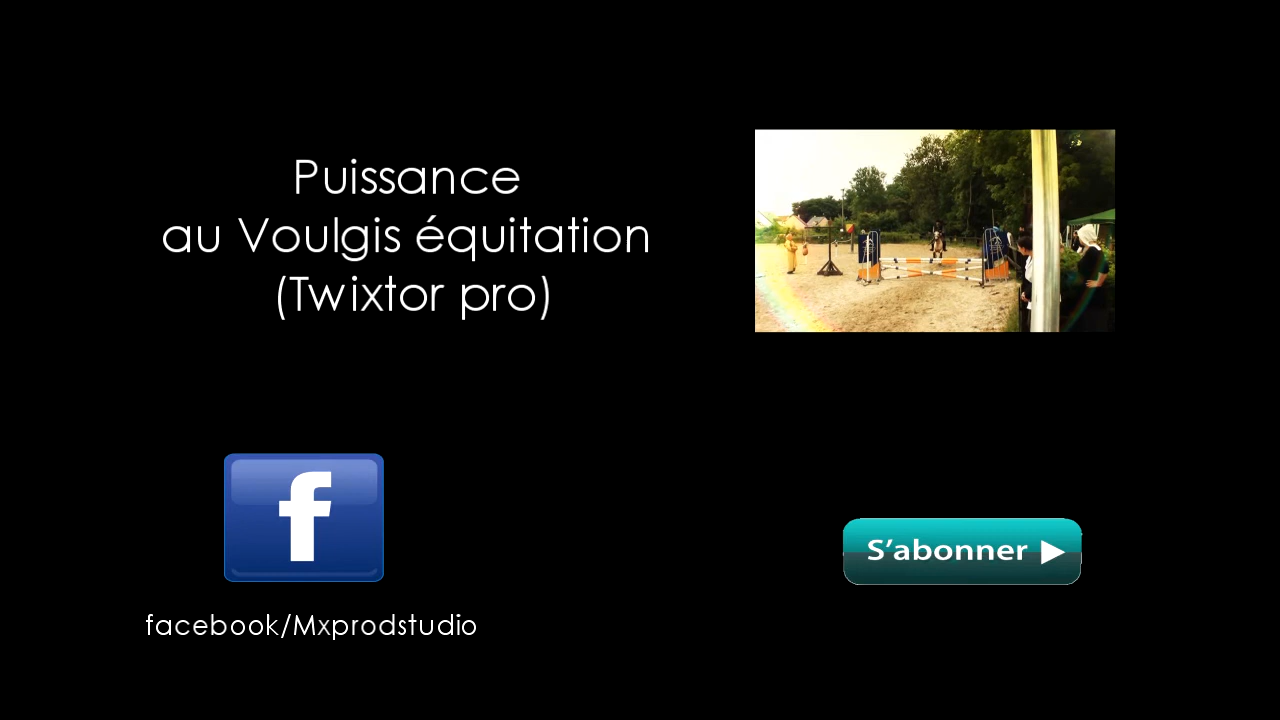 Puissance
au Voulgis équitation
(Twixtor pro)
f
S'abonner
facebook/Mxprodstudio